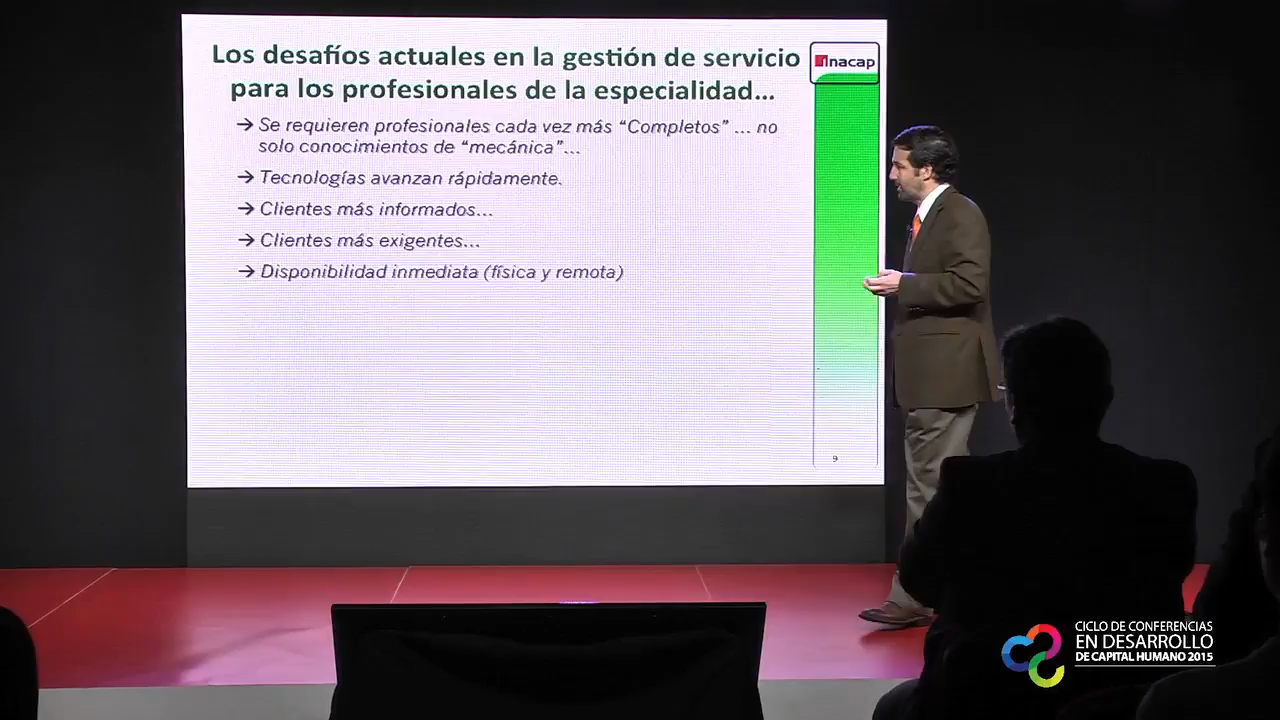 Los desafíos actuales en la gestión de servicio
para los profesionales de la especialidad...
Inacap
→ Se requieren profesionales cada vez más “Completos” ... no
solo conocimientos de “mecánica”...
→ Tecnologías avanzan rápidamente.
→ Clientes más informados...
→ Clientes más exigentes...
→ Disponibilidad inmediata (física y remota)
9
CICLO DE CONFERENCIAS
EN DESARROLLO
DE CAPITAL HUMANO 2015